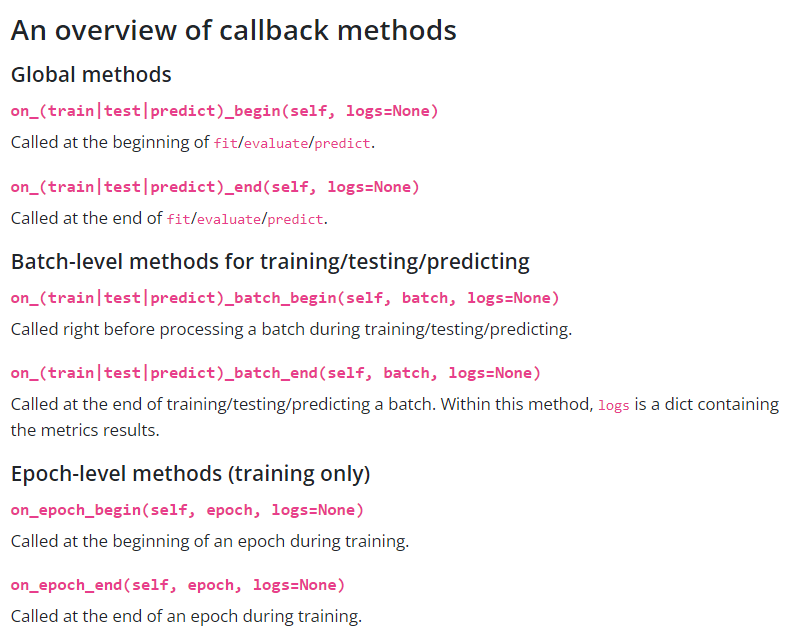 An overview of callback methods
Global methods
on_(train|test|predict)_begin(self, logs=None)
Called at the beginning of fit/evaluate/predict.
on_(train|test|predict)_end(self, logs=None)
Called at the end of fit/evaluate/predict.
Batch-level methods for training/testing/predicting
on_(train|test|predict)_batch_begin(self, batch, logs=None)
Called right before processing a batch during training/testing/predicting.
on_(train|test|predict)_batch_end(self, batch, logs=None)
Called at the end of training/testing/predicting a batch. Within this method, logs is a dict containing
the metrics results.
Epoch-level methods (training only)
on_epoch_begin(self, epoch, logs=None)
Called at the beginning of an epoch during training.
on_epoch_end(self, epoch, logs=None)
Called at the end of an epoch during training.